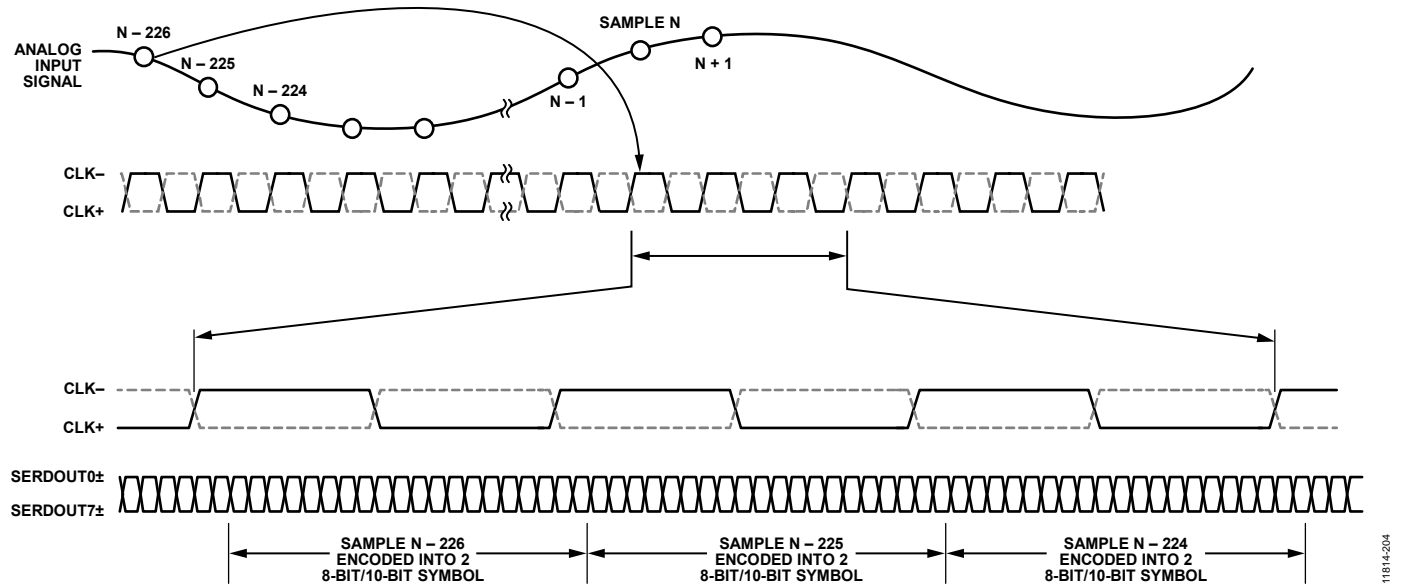 N – 226
SAMPLE N
ANALOG
INPUT
SIGNAL
N – 225
N + 1
N – 224
N – 1
CLK–
CLK+
CLK–
CLK+
SERDOUT0±
SERDOUT7±
SAMPLE N – 226
ENCODED INTO 2
8-BIT/10-BIT SYMBOL
SAMPLE N – 225
ENCODED INTO 2
8-BIT/10-BIT SYMBOL
SAMPLE N – 224
ENCODED INTO 2
8-BIT/10-BIT SYMBOL
11814-204